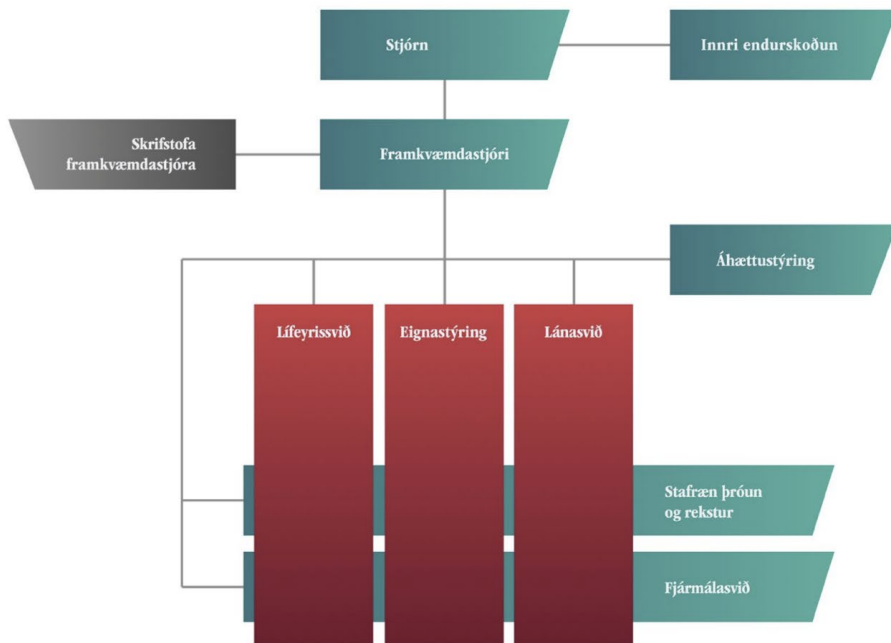 Stjórn
Innri endurskoðun
Skrifstofa
framkvæmdastjóra
Framkvæmdastjóri
Áhættustýring
Lífeyrissvið
Eignastýring
Lánasvið
Stafræn þróun
og rekstur
Fjármálasvið